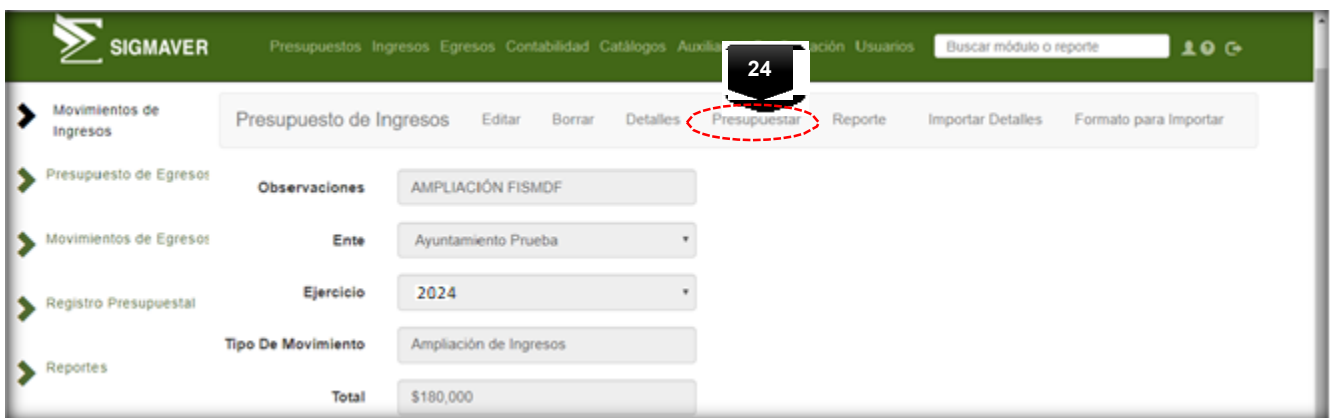 SIGMAVER
Presupuestos Ingresos Egresos Contabilidad Catálogos Usuarios
Buscar módulo o reporte
24
Movimientos de
Ingresos
Presupuesto de Ingresos Editar Borrar Detalles Presupuestar Reporte Importar Detalles Formato para Importar
Presupuesto de Egresos
Observaciones AMPLIACIÓN FISMDF
Movimientos de Egresos
Ente Ayuntamiento Prueba
Ejercicio 2024
Registro Presupuestal
Tipo De Movimiento Ampliación de Ingresos
Reportes
Total $180,000